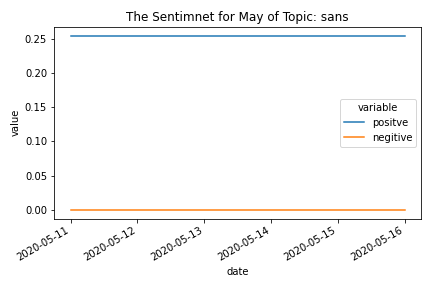 The Sentimnet for May of Topic: sans
0.25
0.20
0.15
0.10
0.05
0.00
value
variable
positve
negitive
2020-05-11
2020-05-12
2020-05-13
2020-05-14
2020-05-15
2020-05-16
date